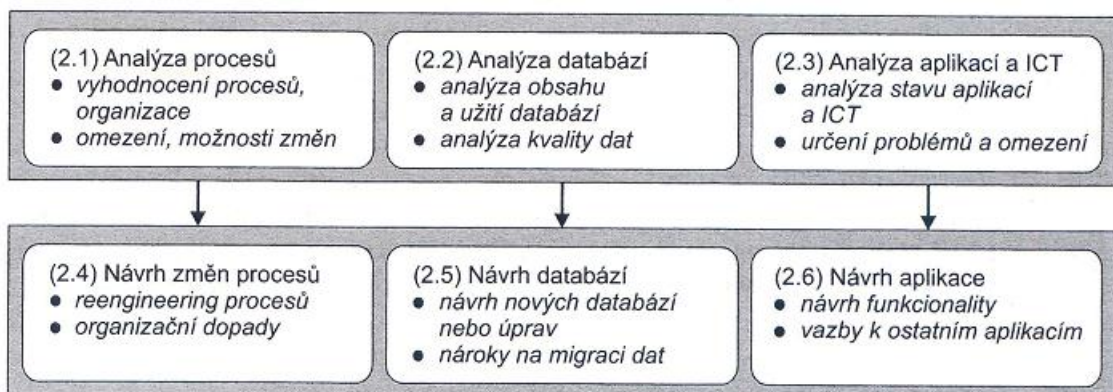 (2.1) Analýza procesů
● vyhodnocení procesů,
organizace
● omezení, možnosti změn
(2.2) Analýza databází
● analýza obsahu
a užití databází
● analýza kvality dat
(2.3) Analýza aplikací a ICT
● analýza stavu aplikací
a ICT
● určení problémů a omezení
(2.4) Návrh změn procesů
● reengineering procesů
● organizační dopady
(2.5) Návrh databází
● návrh nových databází
nebo úprav
● nároky na migraci dat
(2.6) Návrh aplikace
● návrh funkcionality
● vazby k ostatním aplikacím